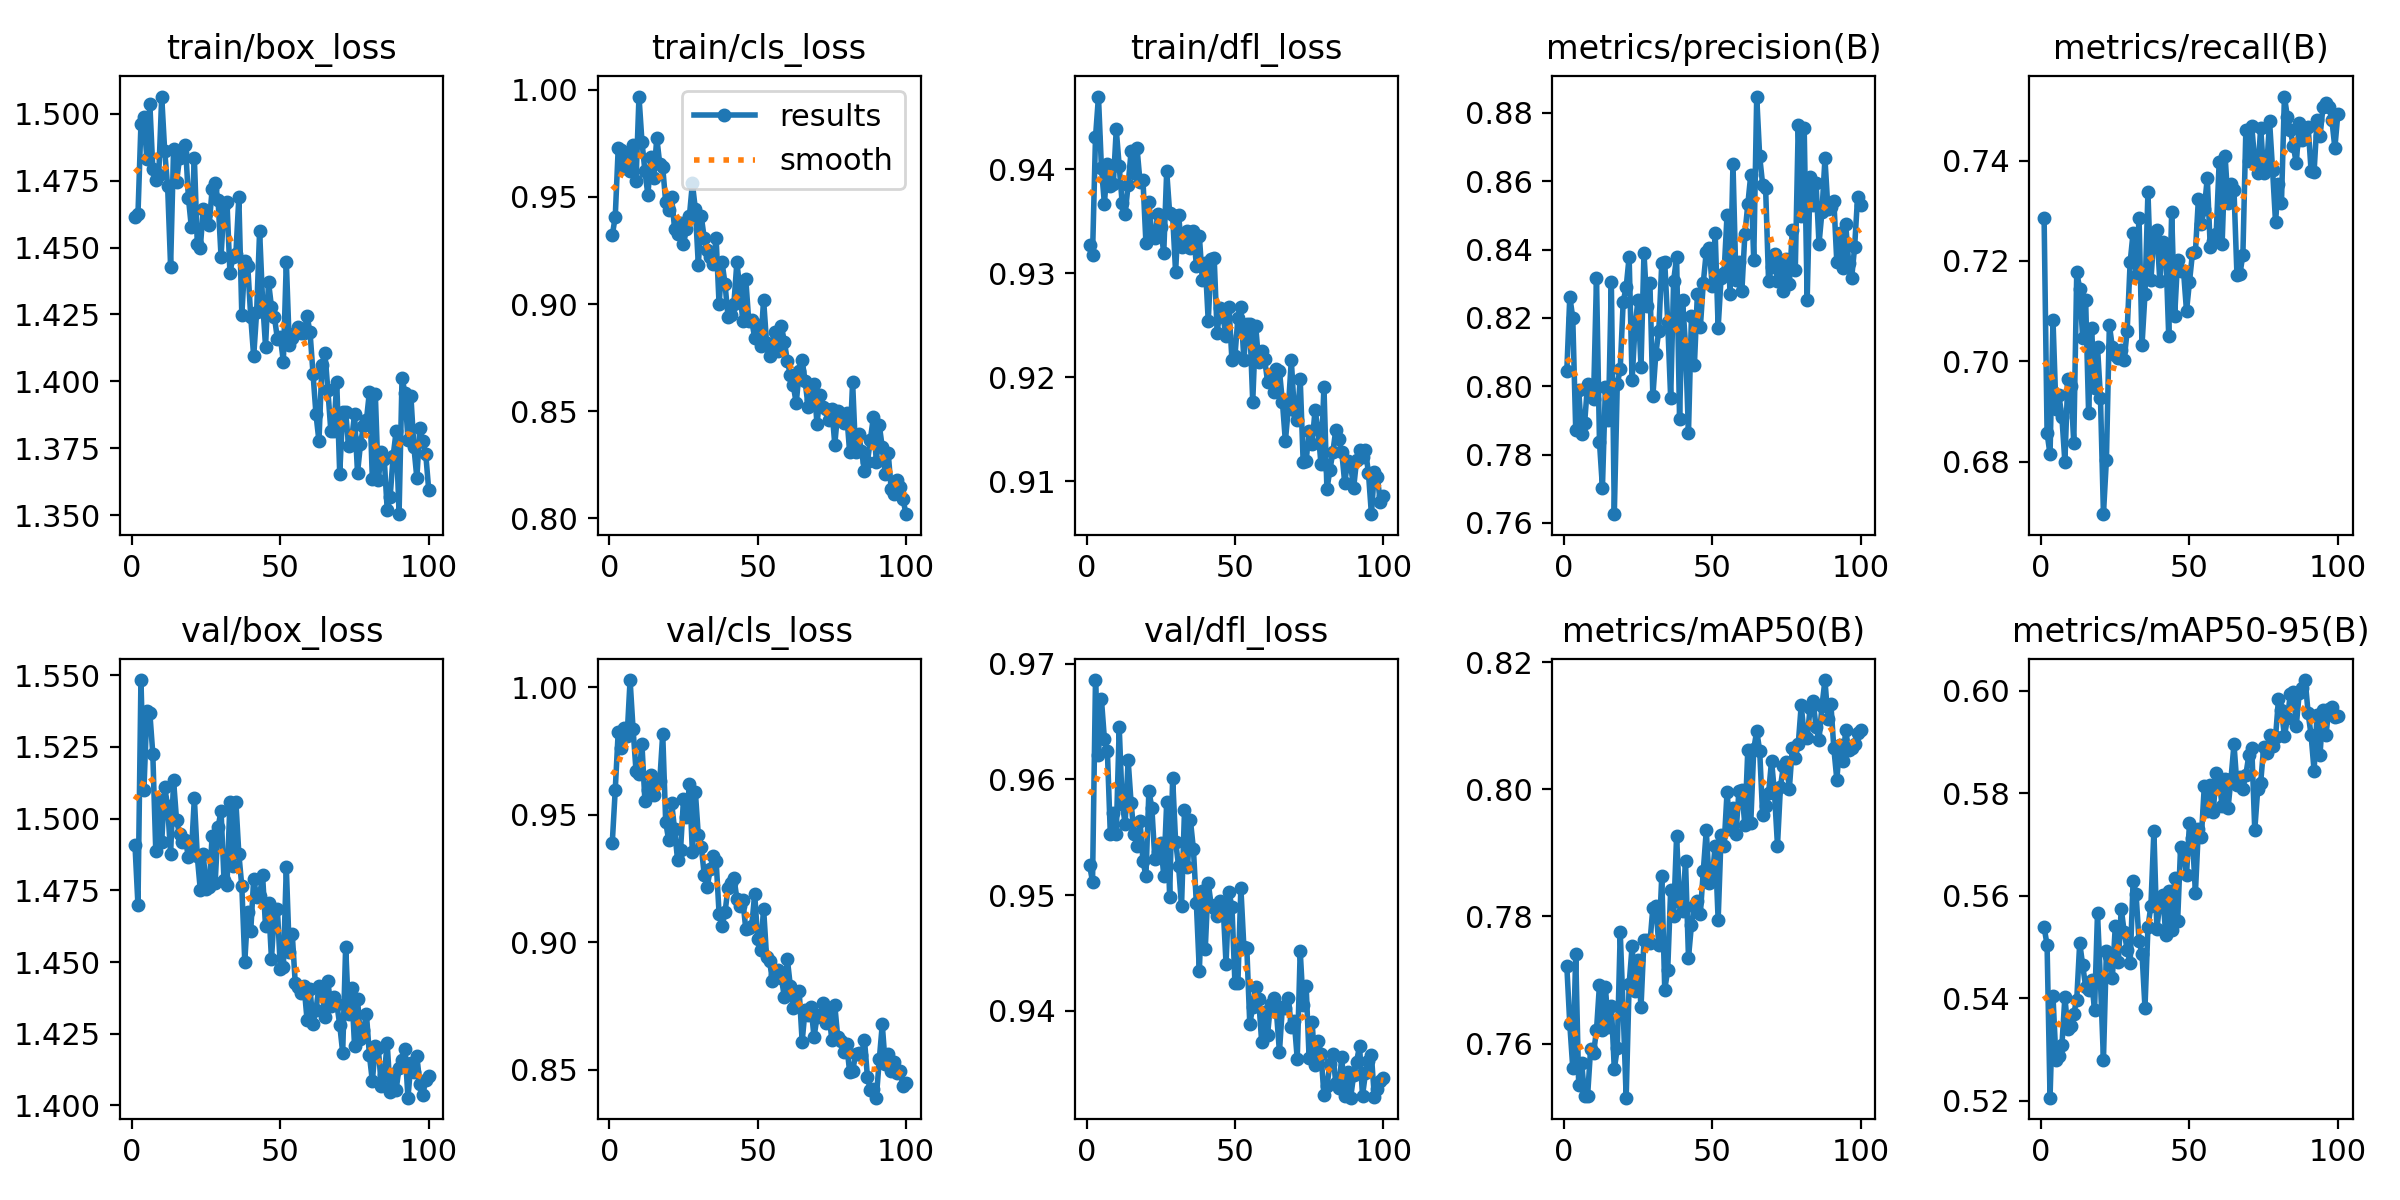 train/box_loss
train/cls_loss
train/dfl_loss
metrics/precision(B)
metrics/recall(B)
1.500
1.475
1.450
1.425
1.400
1.375
1.350
0 50 100
1.00
0.95
0.90
0.85
0.80
0 50 100
results
smooth
0.94
0.93
0.92
0.91
0 50 100
0.88
0.86
0.84
0.82
0.80
0.78
0.76
0 50 100
0.74
0.72
0.70
0.68
0 50 100
val/box_loss
val/cls_loss
val/dfl_loss
metrics/mAP50(B)
metrics/mAP50-95(B)
1.550
1.525
1.500
1.475
1.450
1.425
1.400
0 50 100
1.00
0.95
0.90
0.85
0 50 100
0.97
0.96
0.95
0.94
0 50 100
0.82
0.80
0.78
0.76
0 50 100
0.60
0.58
0.56
0.54
0.52
0 50 100